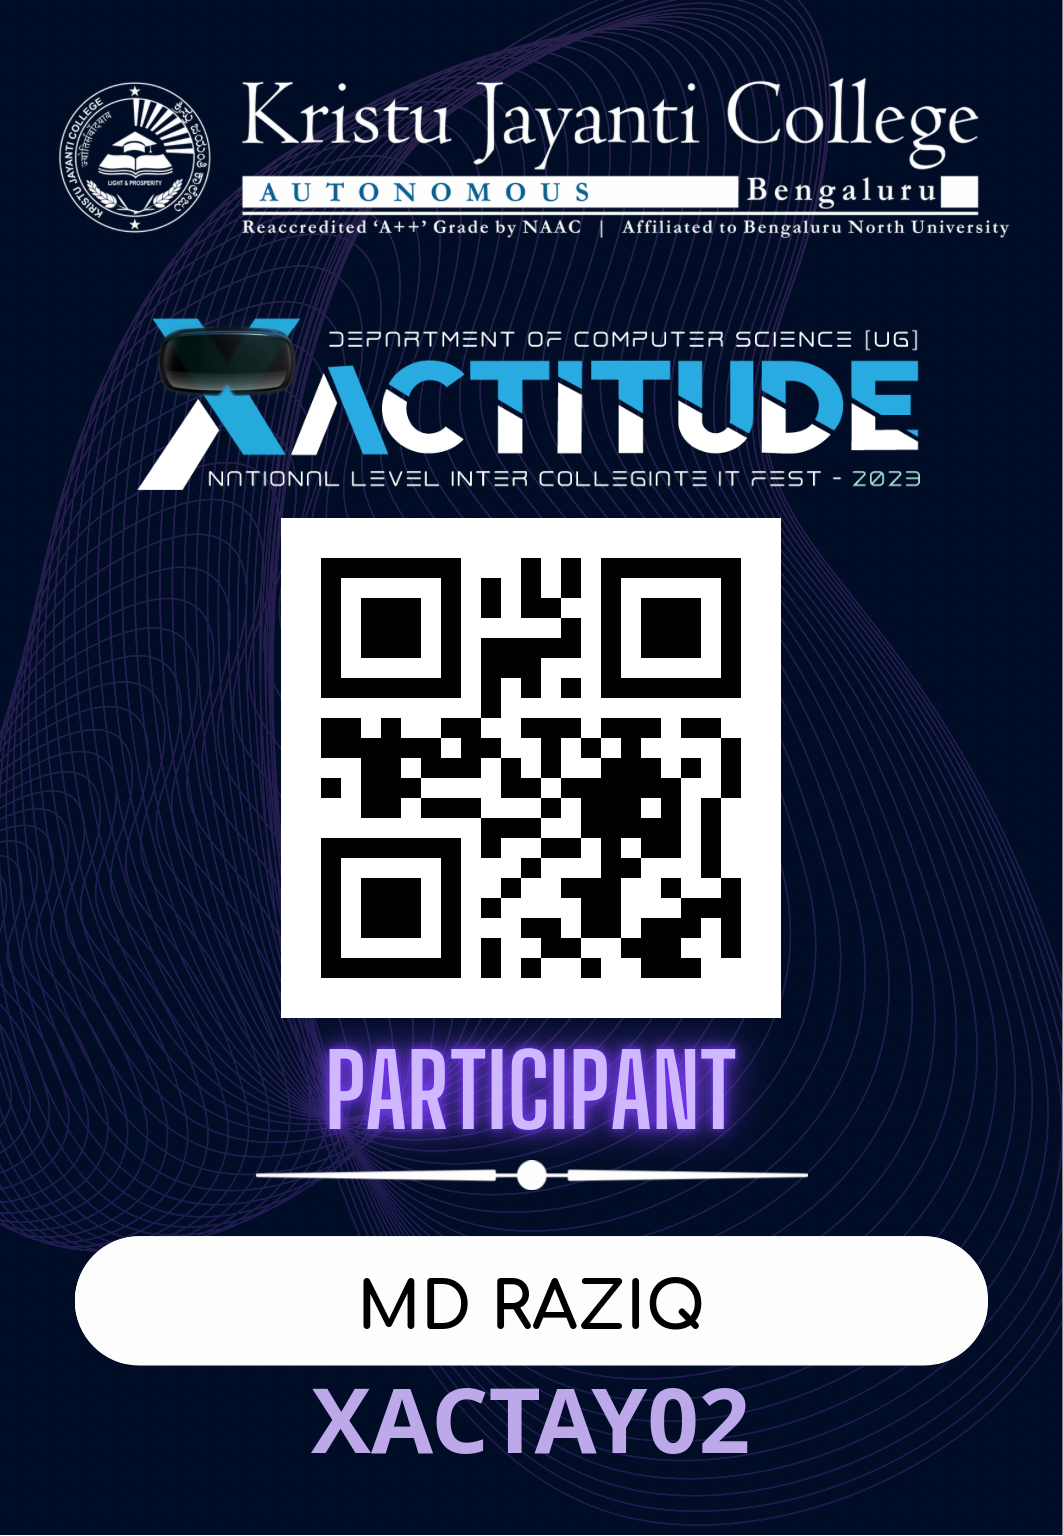 KRISTU JAYANTI COLLEGE
LIGHT & PROSPERITY
Kristu Jayanti College
AUTONOMOUS Bengaluru
Reaccredited ‘A++’ Grade by NAAC | Affiliated to Bengaluru North University
DEPARTMENT OF COMPUTER SCIENCE [UG]
XACTITUDE
NATIONAL LEVEL INTER COLLEGIATE IT FEST - 2023
PARTICIPANT
MD RAZIQ
XACTAY02